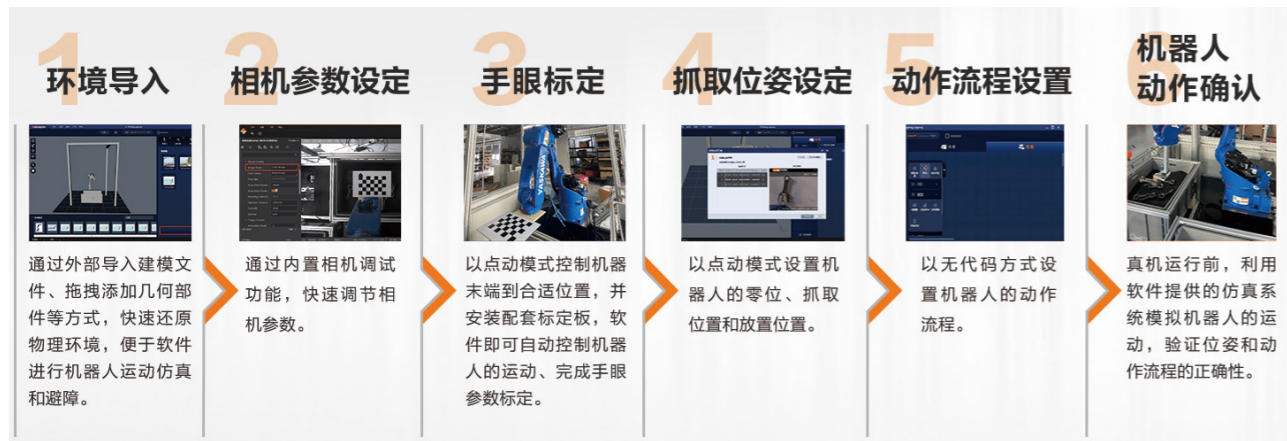 1
环境导入
通过外部导入建模文
件、拖拽添加几何部
件等方式，快速还原
物理环境，便于软件
进行机器人运动仿真
和避障。
2
相机参数设定
通过内置相机调试
功能，快速调节相
机参数。
3
手眼标定
YASKAWA
以点动模式控制机器
末端到合适位置，并
安装配套标定板，软
件即可自动控制机器
人的运动、完成手眼
参数标定。
4
抓取位姿设定
以点动模式设置机
器人的零位、抓取
位置和放置位置。
5
动作流程设置
以无代码方式设
置机器人的动作
流程。
6
机器人
动作确认
真机运行前，利用
软件提供的仿真系
统模拟机器人的运
动，验证位姿和动
作流程的正确性。